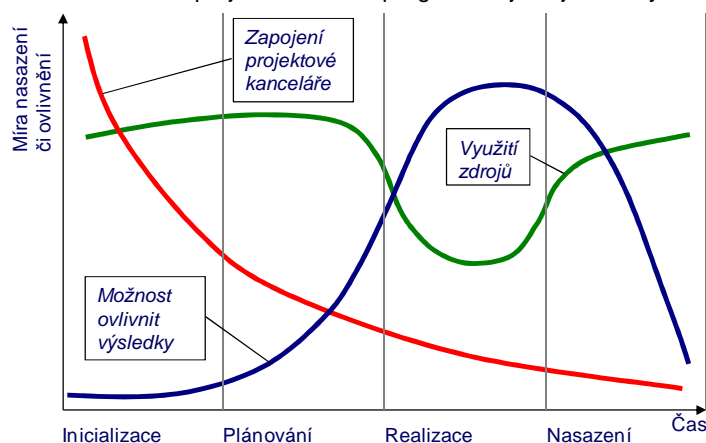 Míra nasazení
či ovlivnění
Zapojení
projektové
kanceláře
Využití
zdrojů
Možnost
ovlivnit
výsledky
Čas
Inicializace Plánování Realizace Nasazení